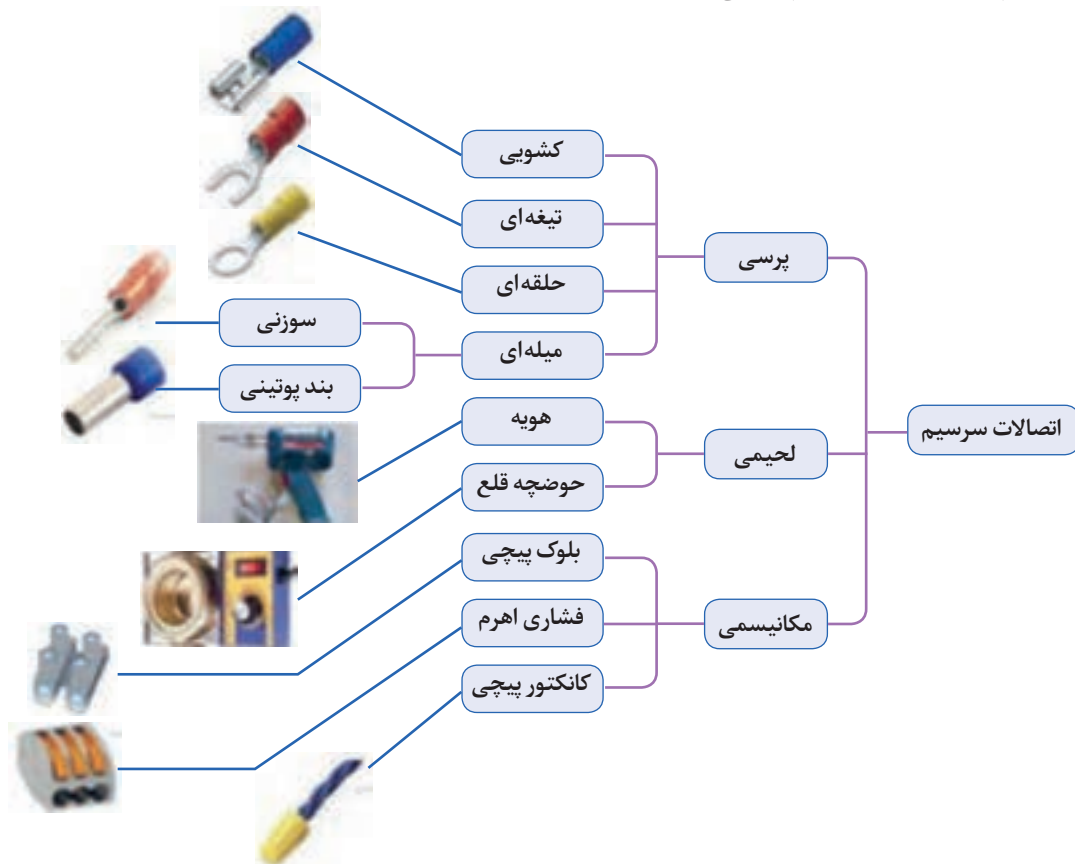 اتصالات سرسیم
پرسی
کشویی
تیغه‌ای
حلقه‌ای
میله‌ای
سوزنی
بند پوتینی
لحیمی
هویه
حوضچه قلع
مکانیسمی
بلوک پیچی
فشاری اهرم
کانکتور پیچی